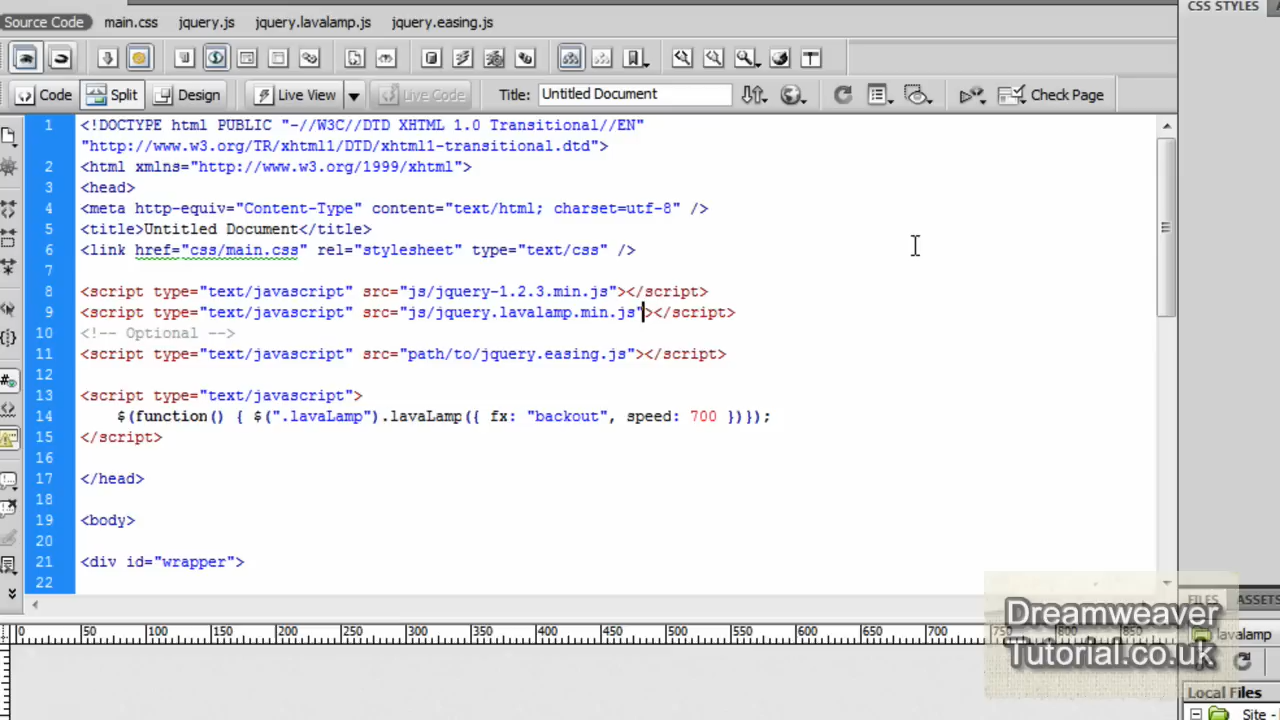 CSS STYLES
Source Code main.css jquery.js jquery.lavalamp.js jquery.easing.js
Code Split Design Live View Live Code Title: Untitled Document Check Page
1 <!DOCTYPE html PUBLIC "-//W3C//DTD XHTML 1.0 Transitional//EN"
"http://www.w3.org/TR/xhtml1/DTD/xhtml1-transitional.dtd">
2 <html xmlns="http://www.w3.org/1999/xhtml">
3 <head>
4 <meta http-equiv="Content-Type" content="text/html; charset=utf-8" />
5 <title>Untitled Document</title>
6 <link href="css/main.css" rel="stylesheet" type="text/css" />
7
8 <script type="text/javascript" src="js/jquery-1.2.3.min.js"></script>
9 <script type="text/javascript" src="js/jquery.lavalamp.min.js"></script>
10 <!-- Optional -->
11 <script type="text/javascript" src="path/to/jquery.easing.js"></script>
12
13 <script type="text/javascript">
14 $(function() { $(".lavaLamp").lavaLamp({ fx: "backout", speed: 700 })});
15 </script>
16
17 </head>
18
19 <body>
20
21 <div id="wrapper">
22
FILES ASSETS
0 50 100 150 200 250 300 350 400 450 500 550 600 650 700 750 800 850
lavalamp
Dreamweaver
Tutorial.co.uk
Local Files
Site -